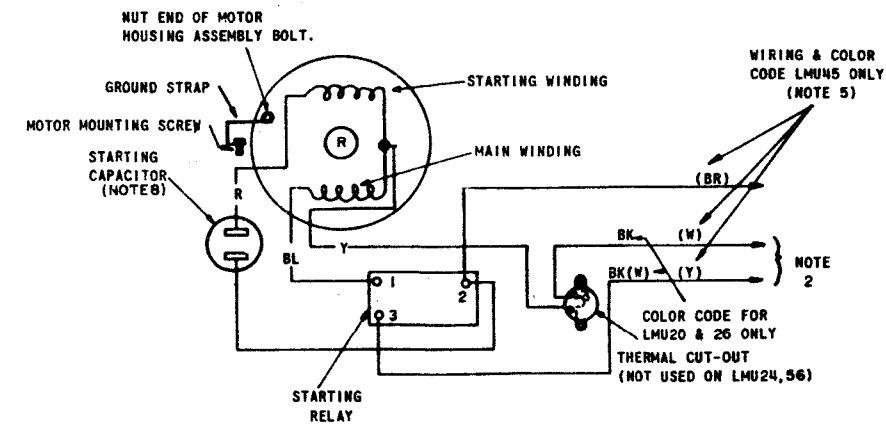 NUT END OF MOTOR
HOUSING ASSEMBLY BOLT.
WIRING & COLOR
CODE LMU45 ONLY
(NOTE 5)
GROUND STRAP
STARTING WINDING
MOTOR MOUNTING SCREW
STARTING
CAPACITOR
(NOTE8)
R
MAIN WINDING
R
(BR)
BK
(W)
Y
BL
BK(W)
(Y)
NOTE
2
1
2
3
COLOR CODE FOR
LMU20 & 26 ONLY
THERMAL CUT-OUT
(NOT USED ON LMU24,56)
STARTING
RELAY